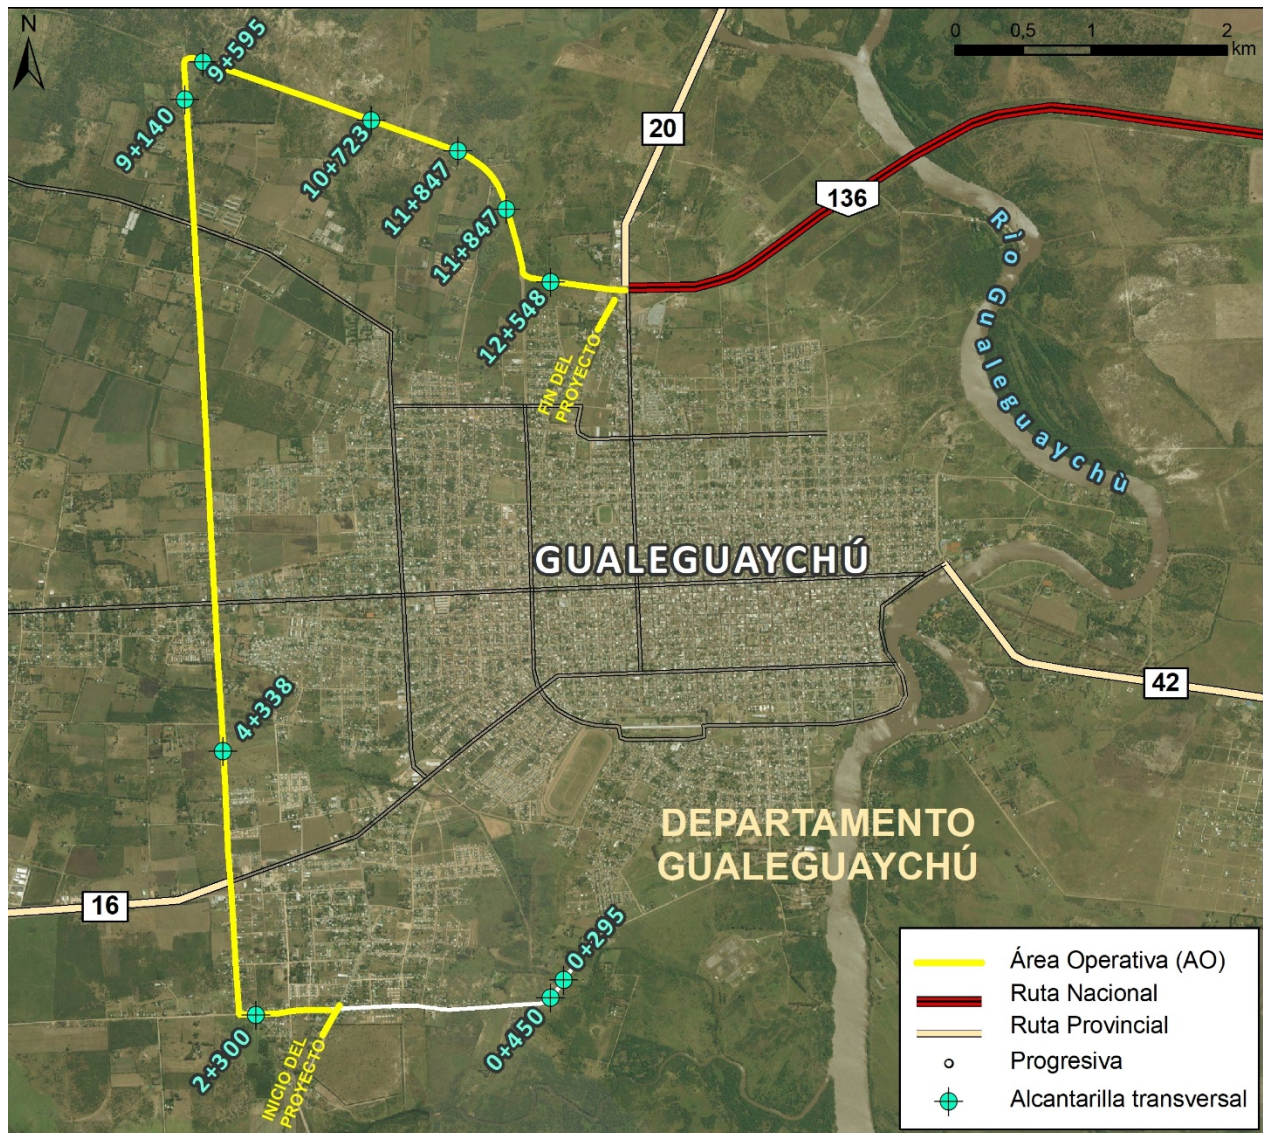 N
0 0,5 1 2
km
9+595
9+140
20
10+723
11+847
136
11+847
Rìo Gualeguaychù
12+548
FIN DEL
PROYECTO
GUALEGUAYCHÚ
42
4+338
DEPARTAMENTO
GUALEGUAYCHÚ
16
0+295
0+450
2+300
INICIO DEL
PROYECTO
Área Operativa (AO)
Ruta Nacional
Ruta Provincial
Progresiva
Alcantarilla transversal